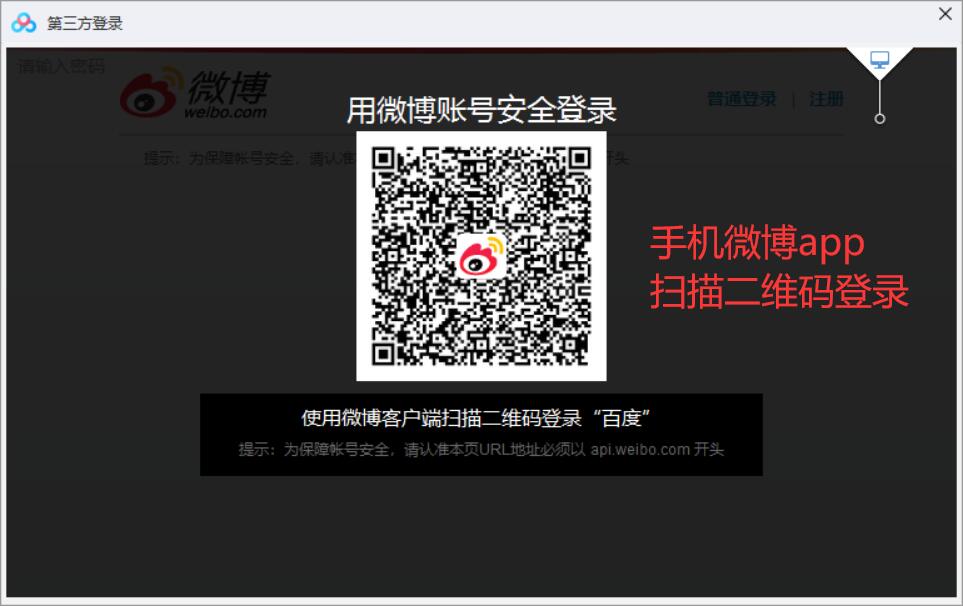 第三方登录
请输入密码
微博
weibo.com
用微博账号安全登录
普通登录 | 注册
提示：为保障帐号安全，请认准
开头
手机微博app
扫描二维码登录
使用微博客户端扫描二维码登录“百度”
提示：为保障帐号安全，请认准本页URL地址必须以 api.weibo.com 开头